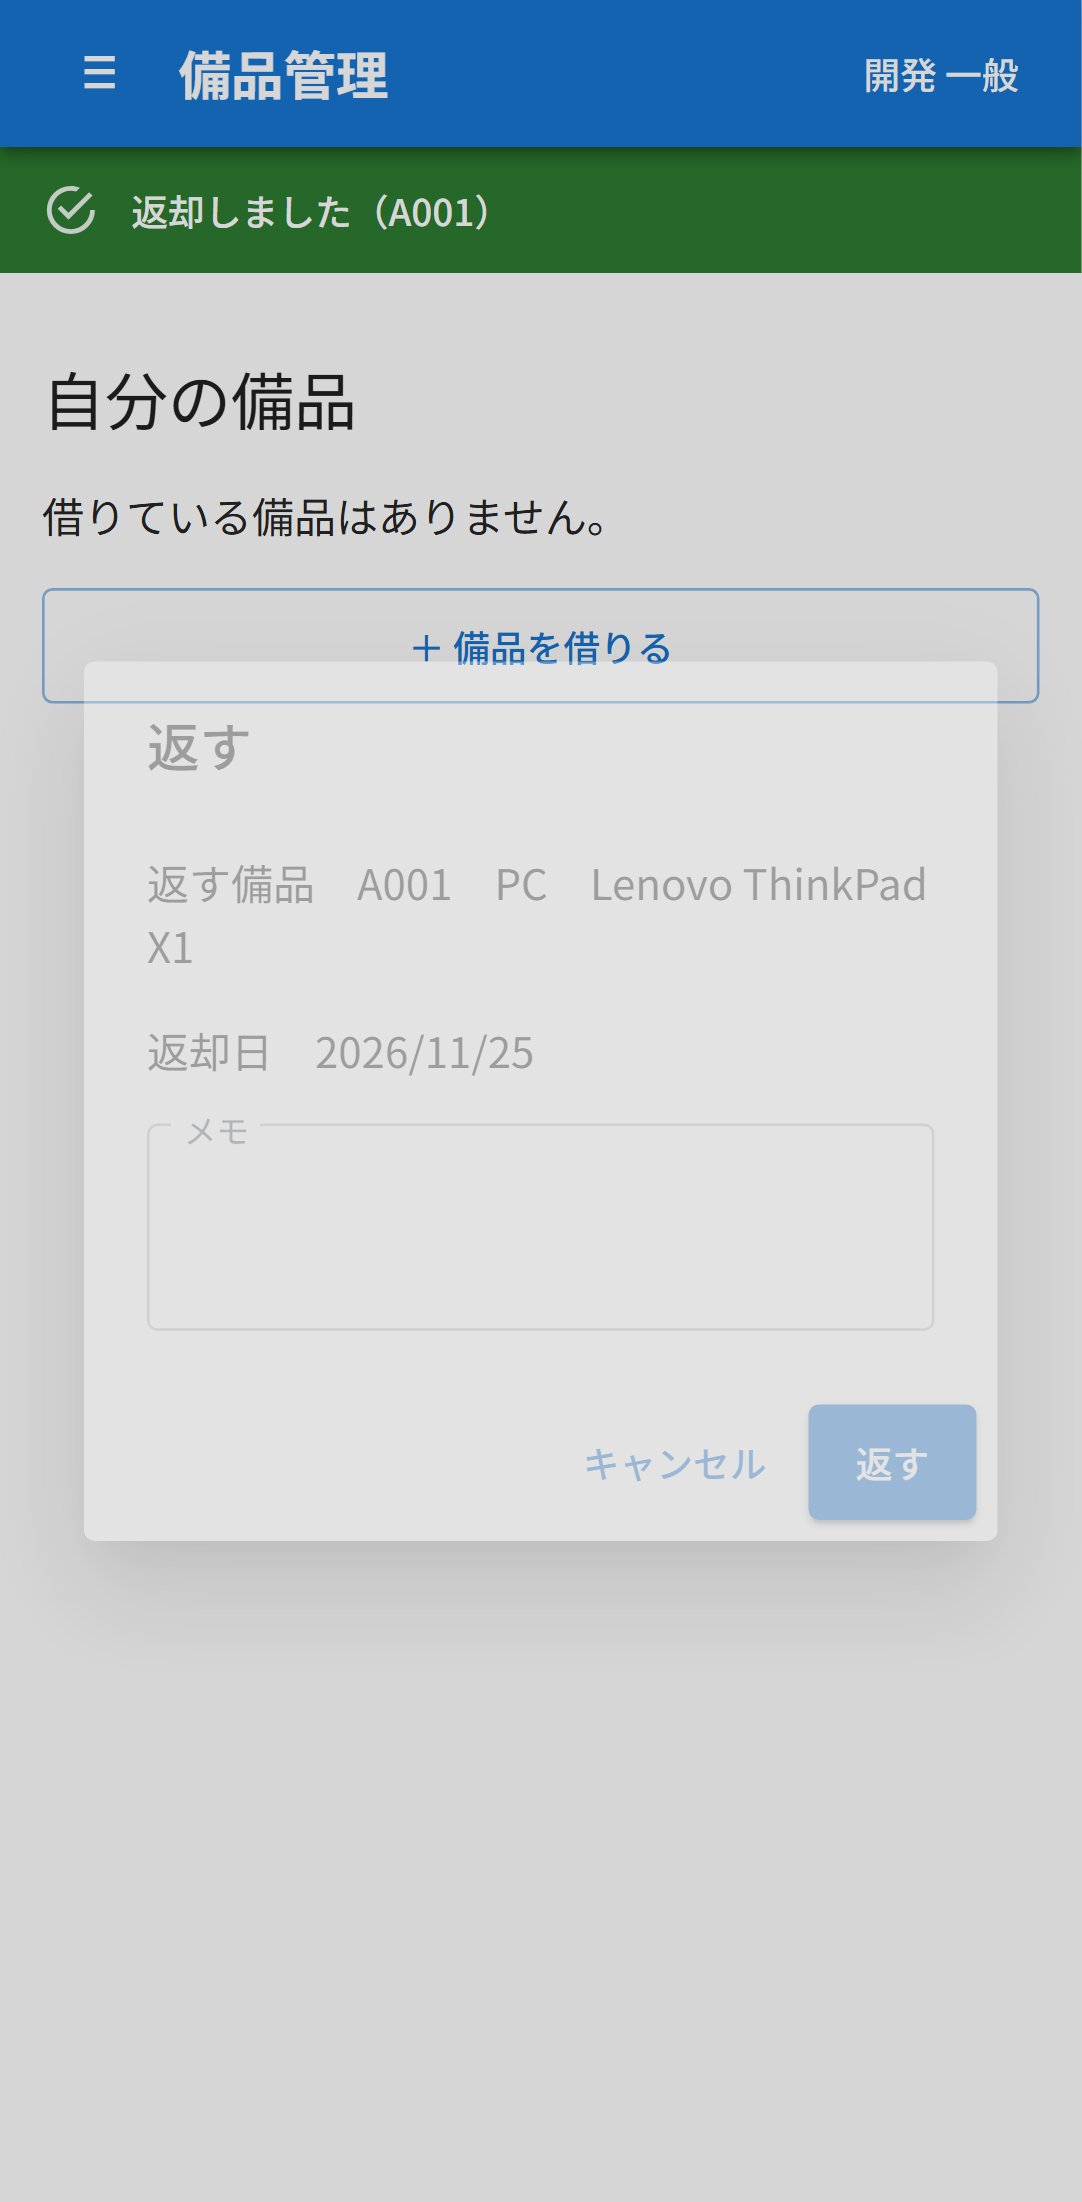 備品管理
開発 一般
返却しました（A001）
自分の備品
借りている備品はありません。
＋ 備品を借りる
返す
返す備品　A001　PC　Lenovo ThinkPad
X1
返却日　2026/11/25
メモ
キャンセル
返す